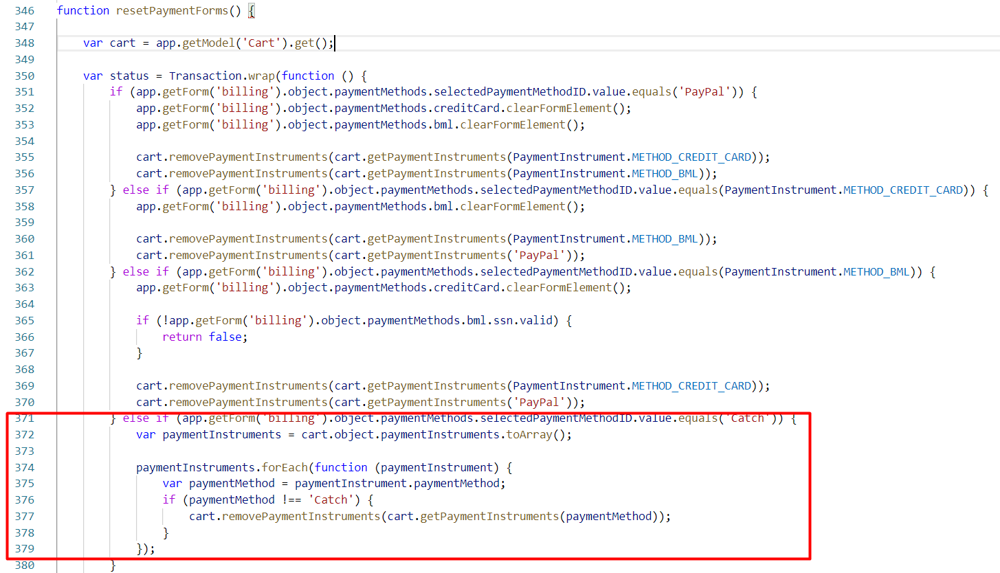 346 function resetPaymentForms() {
347
348     var cart = app.getModel('Cart').get();
349
350     var status = Transaction.wrap(function () {
351         if (app.getForm('billing').object.paymentMethods.selectedPaymentMethodID.value.equals('PayPal')) {
352             app.getForm('billing').object.paymentMethods.creditCard.clearFormElement();
353             app.getForm('billing').object.paymentMethods.bml.clearFormElement();
354
355             cart.removePaymentInstruments(cart.getPaymentInstruments(PaymentInstrument.METHOD_CREDIT_CARD));
356             cart.removePaymentInstruments(cart.getPaymentInstruments(PaymentInstrument.METHOD_BML));
357         } else if (app.getForm('billing').object.paymentMethods.selectedPaymentMethodID.value.equals(PaymentInstrument.METHOD_CREDIT_CARD)) {
358             app.getForm('billing').object.paymentMethods.bml.clearFormElement();
359
360             cart.removePaymentInstruments(cart.getPaymentInstruments(PaymentInstrument.METHOD_BML));
361             cart.removePaymentInstruments(cart.getPaymentInstruments('PayPal'));
362         } else if (app.getForm('billing').object.paymentMethods.selectedPaymentMethodID.value.equals(PaymentInstrument.METHOD_BML)) {
363             app.getForm('billing').object.paymentMethods.creditCard.clearFormElement();
364
365             if (!app.getForm('billing').object.paymentMethods.bml.ssn.valid) {
366                 return false;
367             }
368
369             cart.removePaymentInstruments(cart.getPaymentInstruments(PaymentInstrument.METHOD_CREDIT_CARD));
370             cart.removePaymentInstruments(cart.getPaymentInstruments('PayPal'));
371         } else if (app.getForm('billing').object.paymentMethods.selectedPaymentMethodID.value.equals('Catch')) {
372             var paymentInstruments = cart.object.paymentInstruments.toArray();
373
374             paymentInstruments.forEach(function (paymentInstrument) {
375                 var paymentMethod = paymentInstrument.paymentMethod;
376                 if (paymentMethod !== 'Catch') {
377                     cart.removePaymentInstruments(cart.getPaymentInstruments(paymentMethod));
378                 }
379             });
380         }